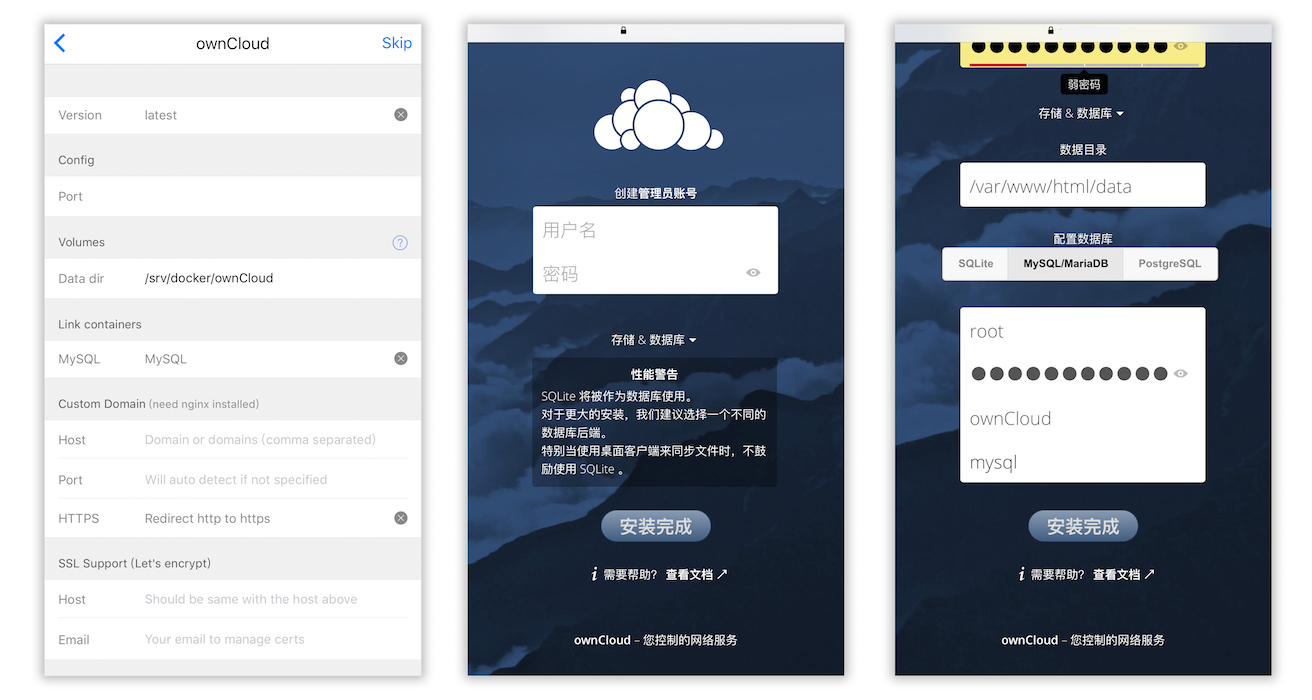 ownCloud
Skip
Version latest
Config
Port
Volumes
?
Data dir /srv/docker/ownCloud
Link containers
MySQL MySQL
Custom Domain (need nginx installed)
Host Domain or domains (comma separated)
Port Will auto detect if not specified
HTTPS Redirect http to https
SSL Support (Let's encrypt)
Host Should be same with the host above
Email Your email to manage certs
创建管理员账号
用户名
密码
存储 & 数据库
性能警告
SQLite 将被作为数据库使用。
对于更大的安装，我们建议选择一个不同的
数据库后端。
特别当使用桌面客户端来同步文件时，不鼓
励使用 SQLite 。
安装完成
i 需要帮助？ 查看文档 ↗
ownCloud – 您控制的网络服务
弱密码
存储 & 数据库
数据目录
/var/www/html/data
配置数据库
SQLite MySQL/MariaDB PostgreSQL
root
ownCloud
mysql
安装完成
i 需要帮助？ 查看文档 ↗
ownCloud – 您控制的网络服务